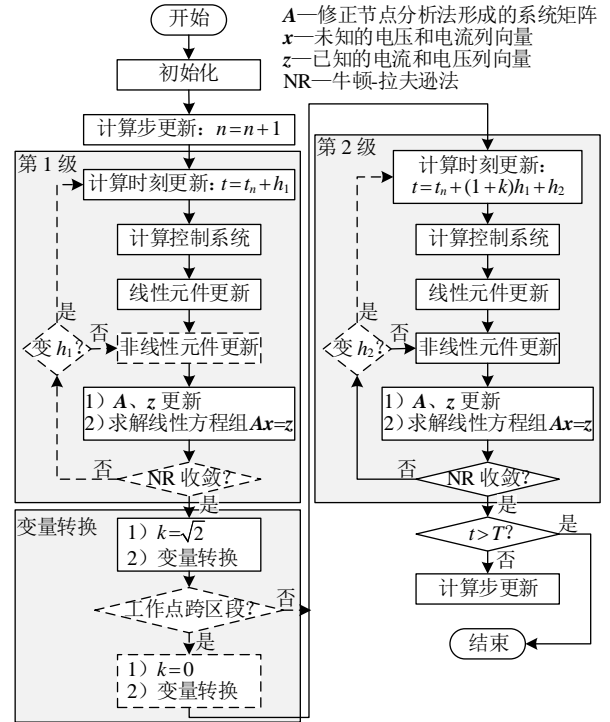 开始
A—修正节点分析法形成的系统矩阵
x—未知的电压和电流列向量
z—已知的电流和电压列向量
NR—牛顿-拉夫逊法
初始化
计算步更新：n=n+1
第 1 级
计算时刻更新：t=tₙ+h₁
计算控制系统
线性元件更新
是
变 h₁?
否
非线性元件更新
1）A、z 更新
2）求解线性方程组Ax=z
否
NR 收敛?
是
变量转换
1）k=√2
2）变量转换
工作点跨区段?
否
是
1）k=0
2）变量转换
第 2 级
计算时刻更新：
t=tₙ+(1+k)h₁+h₂
计算控制系统
线性元件更新
是
变 h₂?
否
非线性元件更新
1）A、z 更新
2）求解线性方程组Ax=z
否
NR 收敛?
是
t>T?
是
否
计算步更新
结束